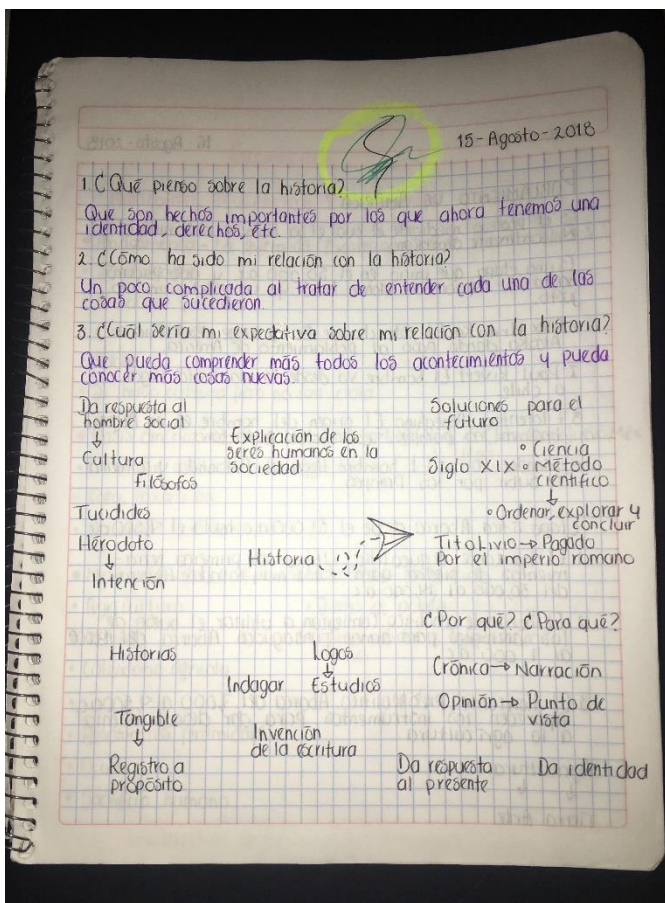 15-Agosto-2018
1. ¿Qué pienso sobre la historia?
Que son hechos importantes por los que ahora tenemos una
identidad, derechos, etc.
2. ¿Cómo ha sido mi relación con la historia?
Un poco complicada al tratar de entender cada una de las
cosas que sucedieron.
3. ¿Cuál sería mi expectativa sobre mi relación con la historia?
Que pueda comprender más todos los acontecimientos y pueda
conocer más cosas nuevas.
Da respuesta al
hombre social
↓
Cultura
Filósofos
Explicación de los
seres humanos en la
sociedad
Soluciones para el
futuro
Siglo XIX
° Ciencia
° Método
científico
↓
° Ordenar, explorar y
concluir
Tucídides
Hérodoto
↓
Intención
Historia
Tito Livio → Pagado
Por el imperio romano
¿Por qué? ¿Para qué?
Historias
Logos
↓
Indagar Estudios
Crónica → Narración
Opinión → Punto de
vista
Tangible
↓
Registro a
propósito
Invención
de la escritura
Da respuesta
al presente
Da identidad